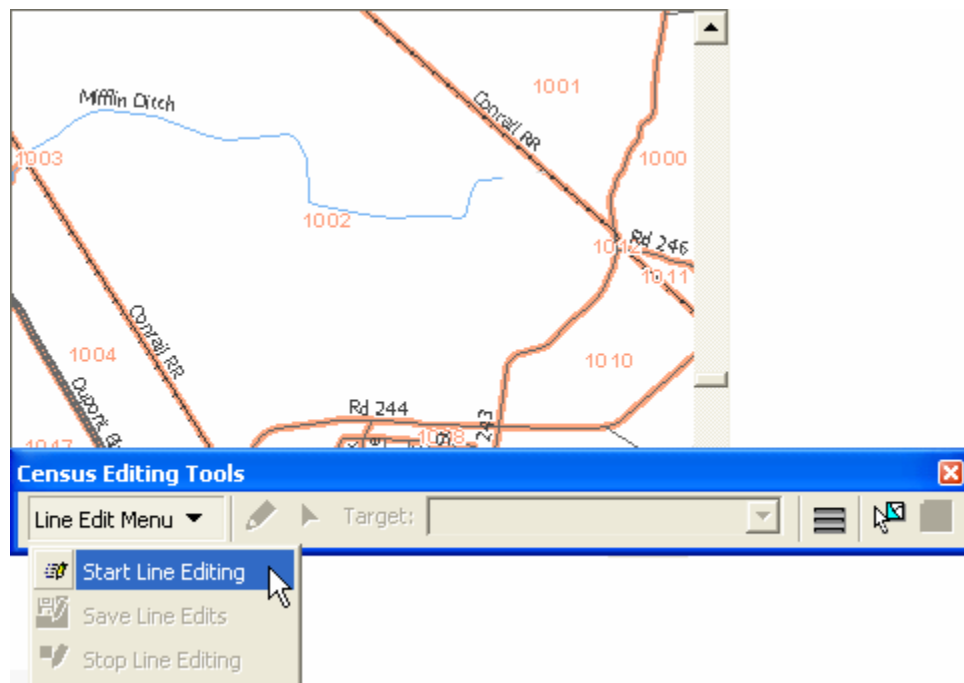 1001
Mifflin Ditch
Conrail RR
1003
1000
1002
1012
Rd 246
1011
Conrail RR
1004
1010
Dupont
Rd 244
243
1047
Census Editing Tools
Line Edit Menu
Target:
Start Line Editing
Save Line Edits
Stop Line Editing